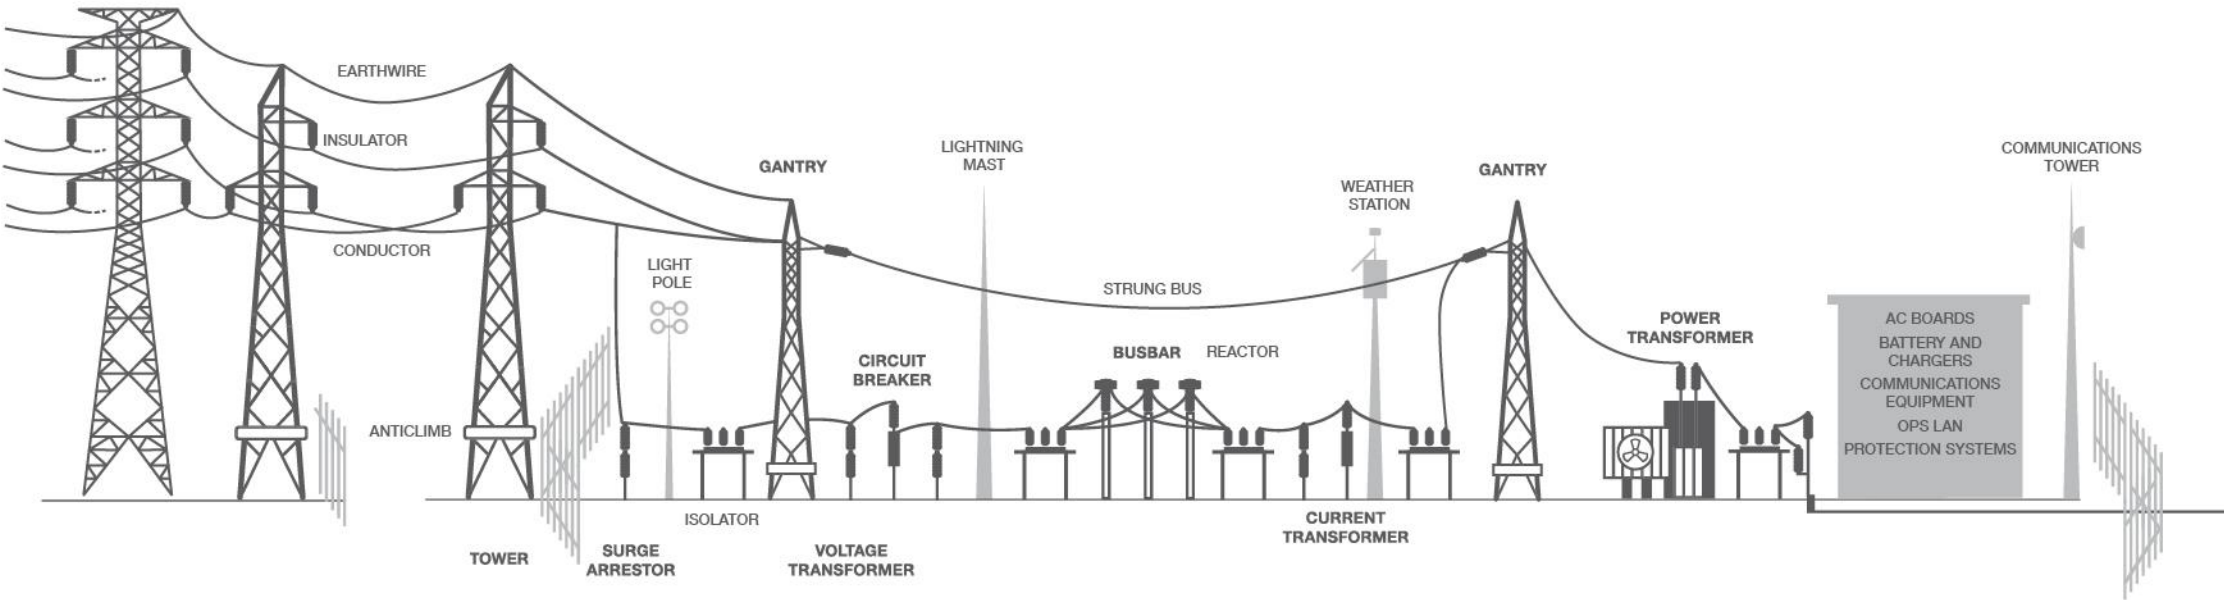 EARTHWIRE
INSULATOR
CONDUCTOR
ANTICLIMB
TOWER
SURGE
ARRESTOR
LIGHT
POLE
ISOLATOR
GANTRY
VOLTAGE
TRANSFORMER
CIRCUIT
BREAKER
LIGHTNING
MAST
STRUNG BUS
BUSBAR
REACTOR
WEATHER
STATION
CURRENT
TRANSFORMER
GANTRY
POWER
TRANSFORMER
AC BOARDS
BATTERY AND
CHARGERS
COMMUNICATIONS
EQUIPMENT
OPS LAN
PROTECTION SYSTEMS
COMMUNICATIONS
TOWER